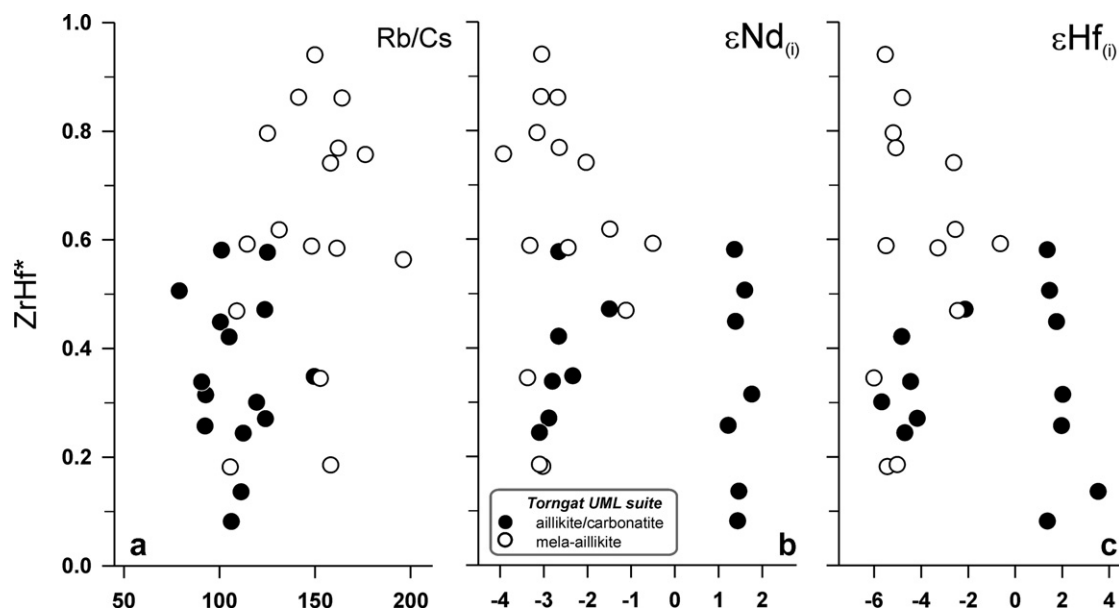 Rb/Cs
εNd(i)
εHf(i)
ZrHf*
1.0
0.8
0.6
0.4
0.2
0.0
a
b
c
Torngat UML suite
aillikite/carbonatite
mela-aillikite
50 100 150 200
-4 -3 -2 -1 0 1 2
-6 -4 -2 0 2 4